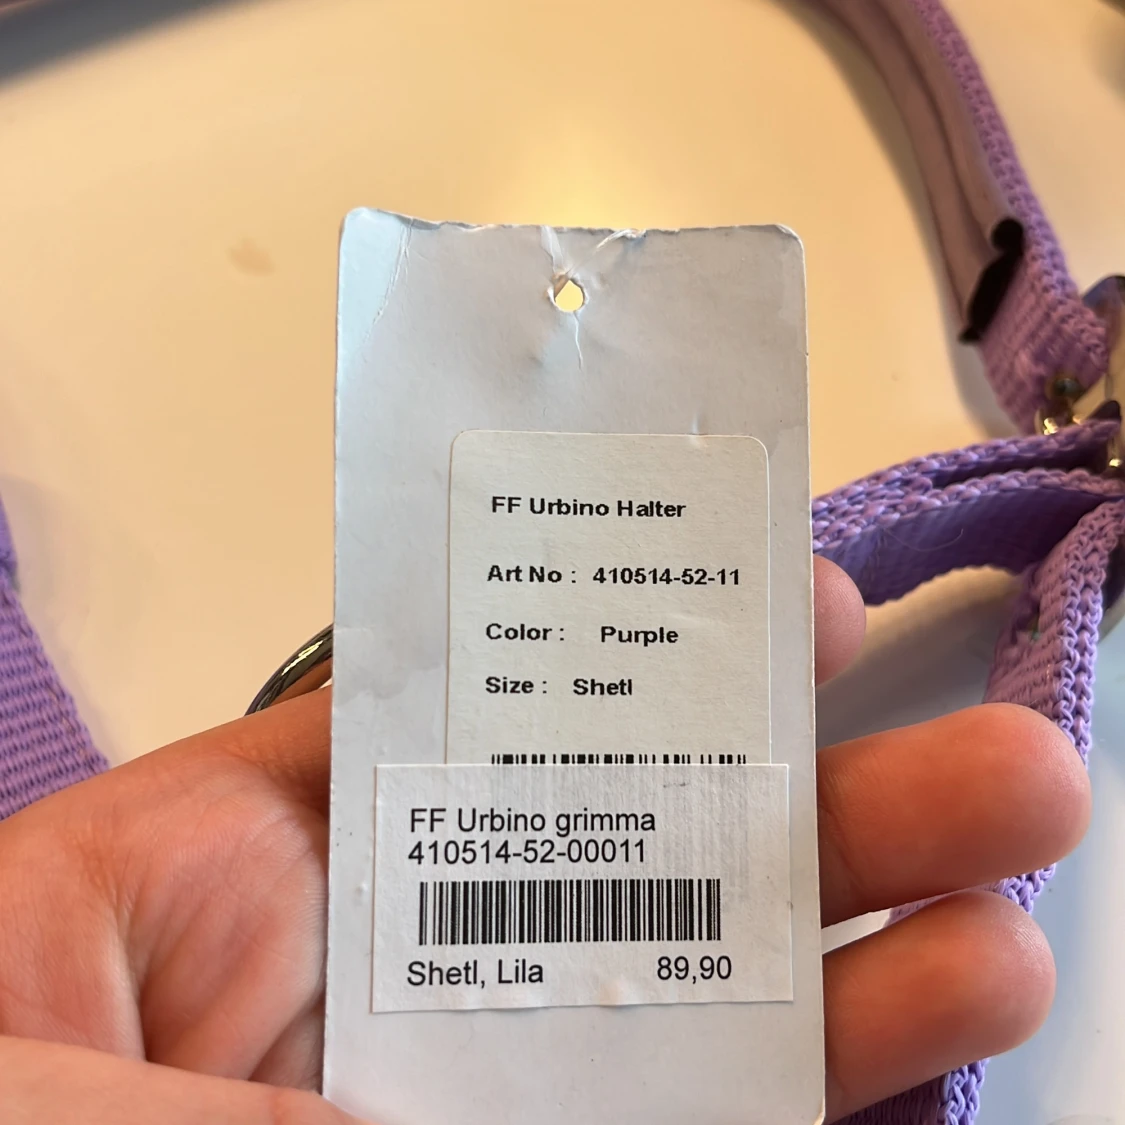 FF Urbino Halter
Art No : 410514-52-11
Color : Purple
Size : Shetl
FF Urbino grimma
410514-52-00011
Shetl, Lila 89,90